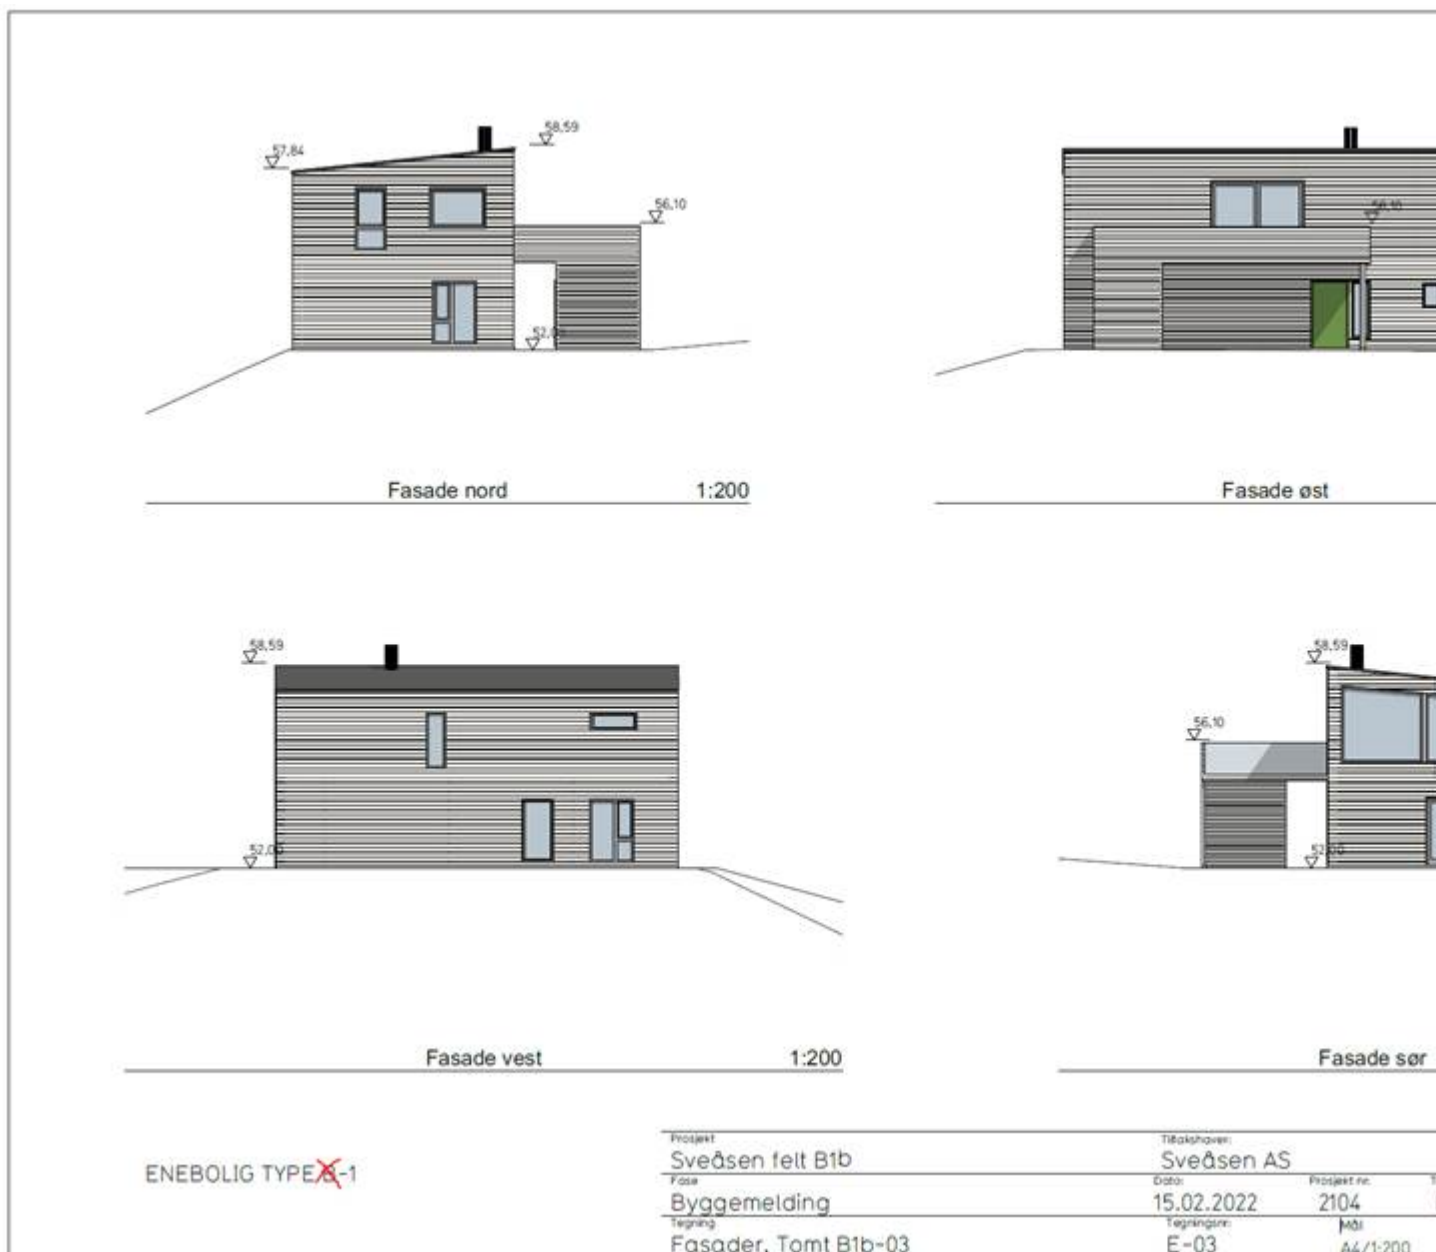 58,59
57,84
56,10
56,10
52,00
Fasade nord 1:200
Fasade øst
58,59
58,59
56,10
52,00
52,00
Fasade vest 1:200
Fasade sør
ENEBOLIG TYPE -1
Prosjekt Tiltakshaver:
Sveåsen felt B1b Sveåsen AS
Fase Dato: Prosjekt nr.
Byggemelding 15.02.2022 2104
Tegning Tegningsnr: Mål
Fasader, Tomt B1b-03 E-03 A4/1:200